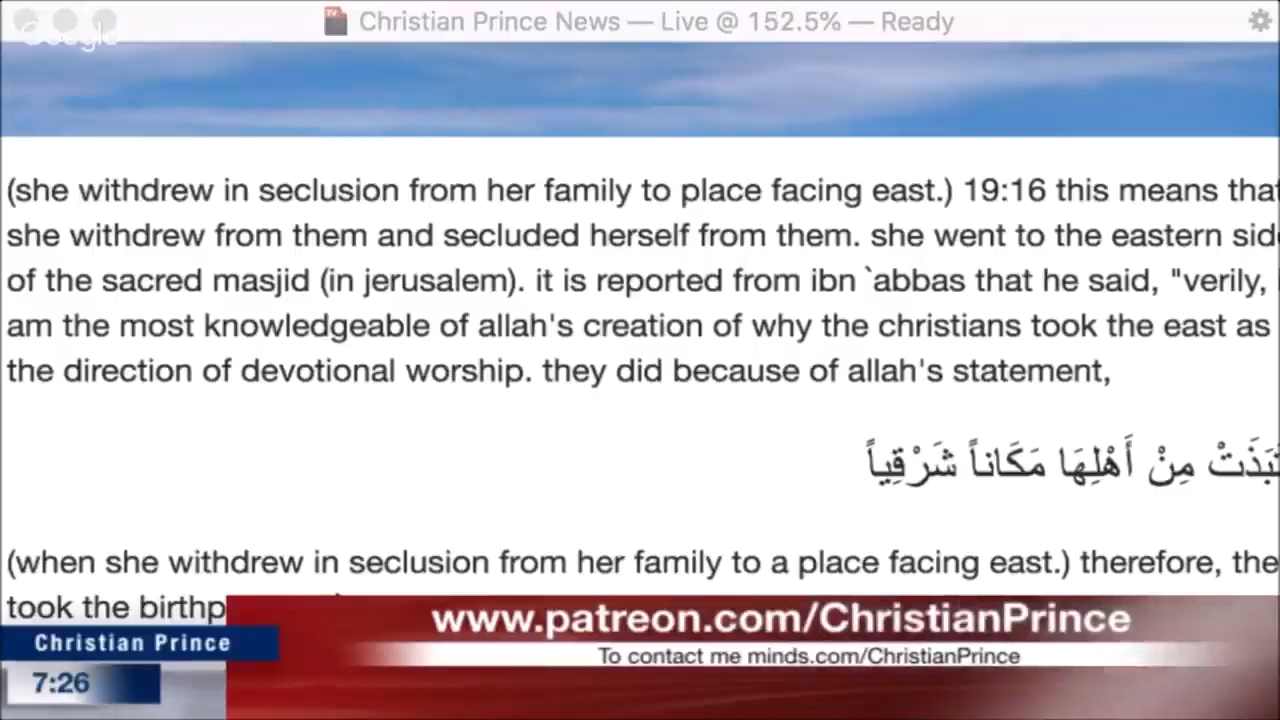 Christian Prince News — Live @ 152.5% — Ready
Google
(she withdrew in seclusion from her family to place facing east.) 19:16 this means that
she withdrew from them and secluded herself from them. she went to the eastern sid
of the sacred masjid (in jerusalem). it is reported from ibn `abbas that he said, "verily,
am the most knowledgeable of allah's creation of why the christians took the east as
the direction of devotional worship. they did because of allah's statement,
مِنْ أَهْلِهَا مَكَاناً شَرْقِياً
(when she withdrew in seclusion from her family to a place facing east.) therefore, the
took the birthp
www.patreon.com/ChristianPrince
Christian Prince
To contact me minds.com/ChristianPrince
7:26